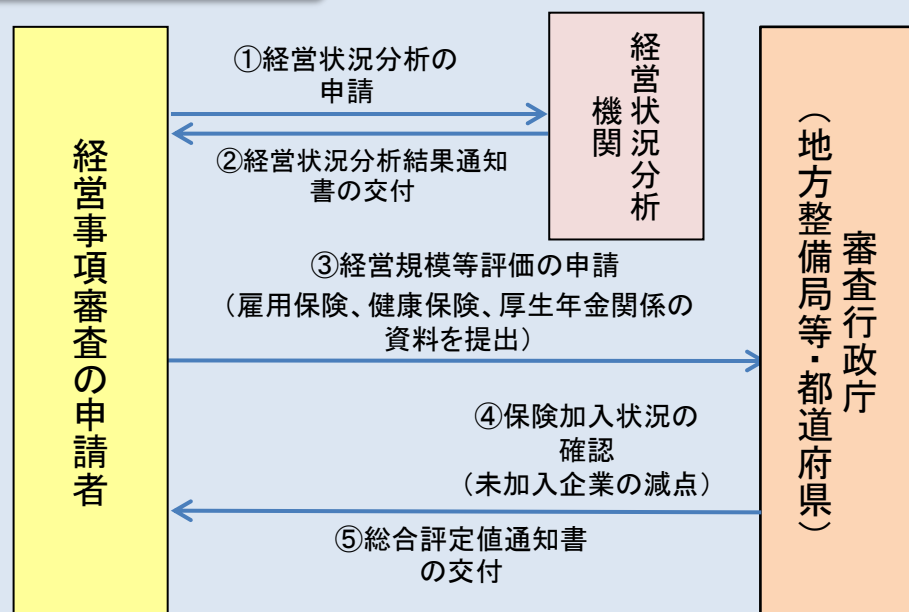 経営事項審査の申請者
①経営状況分析の
申請
②経営状況分析結果通知
書の交付
経営状況分析
機関
③経営規模等評価の申請
（雇用保険、健康保険、厚生年金関係の
資料を提出）
④保険加入状況の
確認
（未加入企業の減点）
⑤総合評定値通知書
の交付
審査行政庁
（地方整備局等・都道府県）